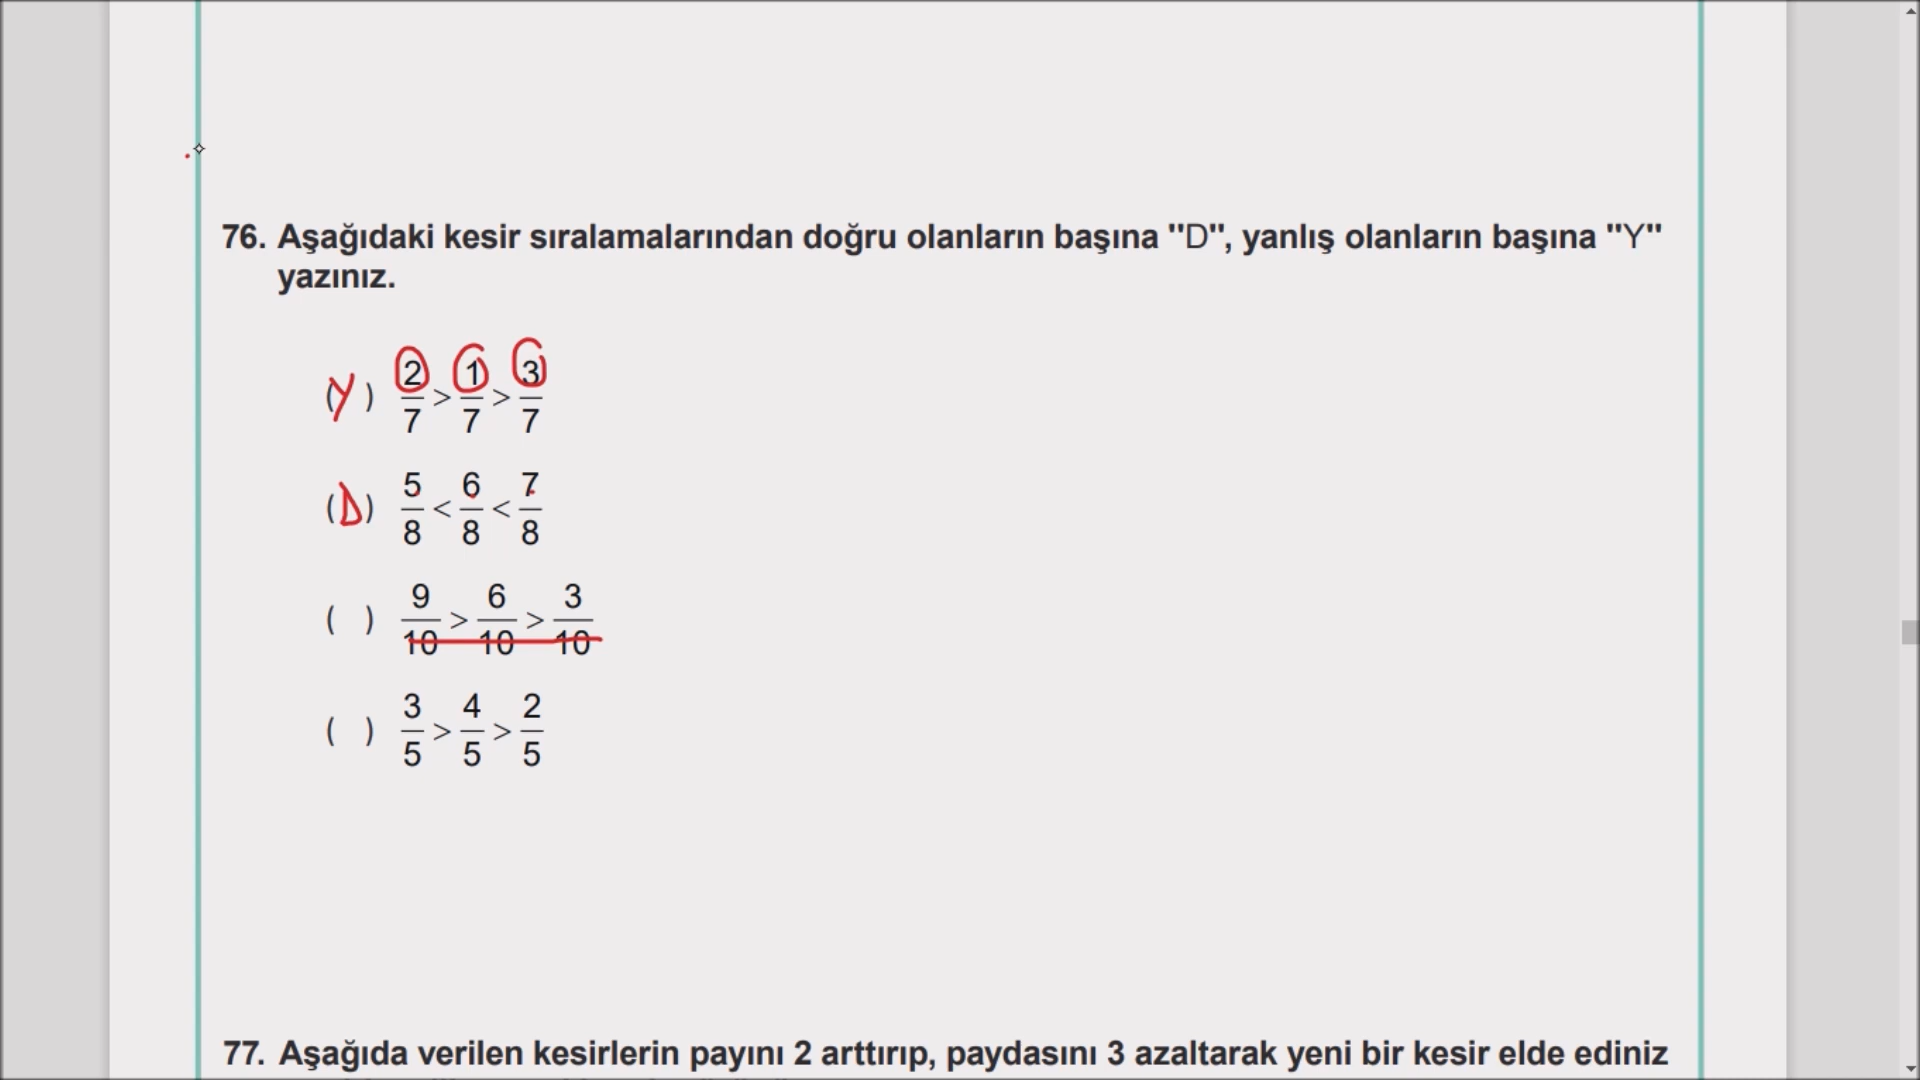 76. Aşağıdaki kesir sıralamalarından doğru olanların başına "D", yanlış olanların başına "Y"
yazınız.
(Y) 2/7 > 1/7 > 3/7
(D) 5/8 < 6/8 < 7/8
( ) 9/10 > 6/10 > 3/10
( ) 3/5 > 4/5 > 2/5
77. Aşağıda verilen kesirlerin payını 2 arttırıp, paydasını 3 azaltarak yeni bir kesir elde ediniz